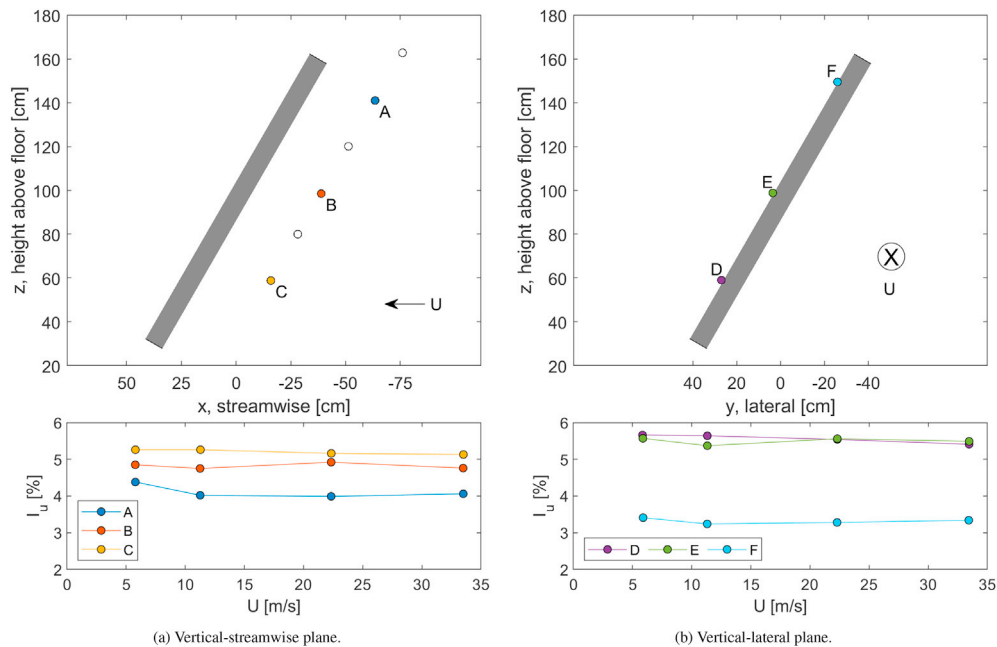 180
160
140
120
100
80
60
40
20
z, height above floor [cm]
A
B
C
U
50
25
0
-25
-50
-75
x, streamwise [cm]
180
160
140
120
100
80
60
40
20
z, height above floor [cm]
F
E
D
X
U
40
20
0
-20
-40
y, lateral [cm]
6
5
4
3
2
I_u [%]
A
B
C
0
5
10
15
20
25
30
35
U [m/s]
(a) Vertical-streamwise plane.
6
5
4
3
2
I_u [%]
D E F
0
5
10
15
20
25
30
35
U [m/s]
(b) Vertical-lateral plane.